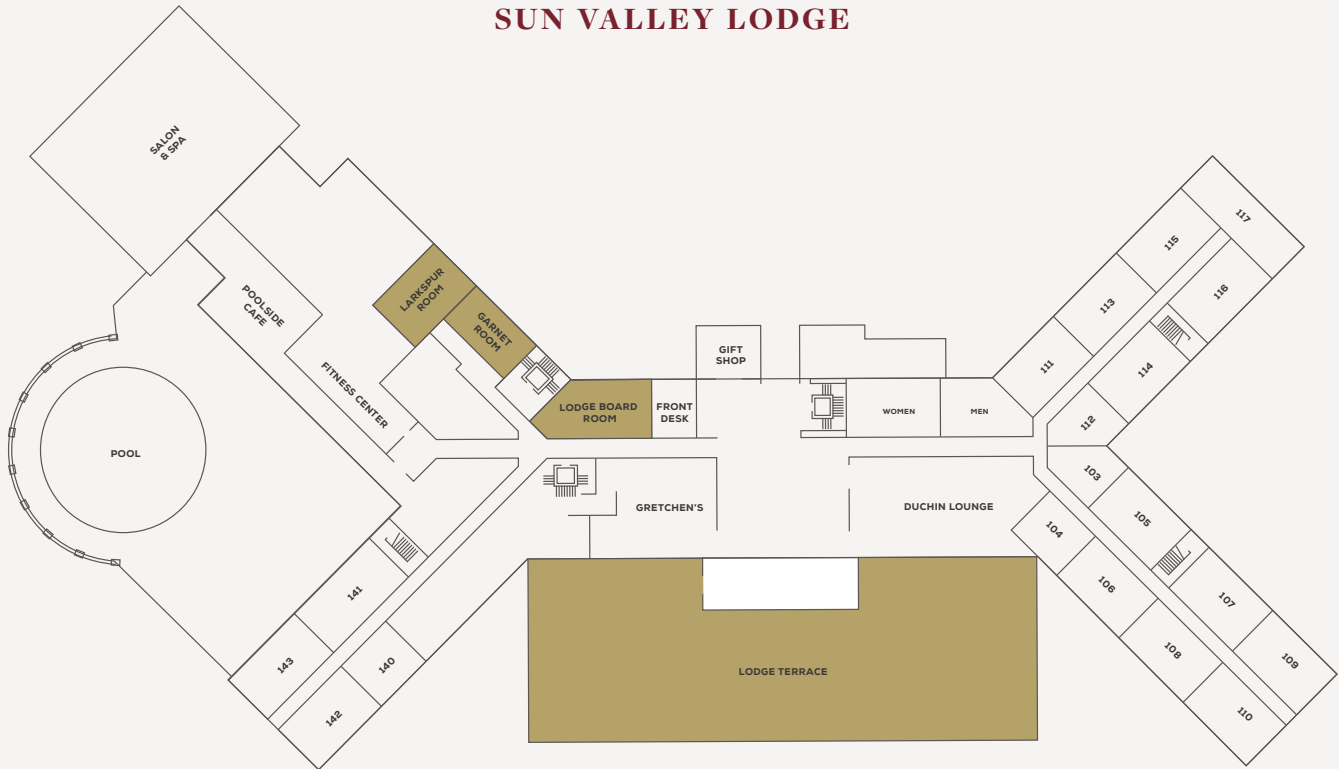 SUN VALLEY LODGE
SALON
& SPA
POOLSIDE
CAFE
FITNESS CENTER
POOL
LARKSPUR
ROOM
GARNET
ROOM
LODGE BOARD
ROOM
FRONT
DESK
GIFT
SHOP
WOMEN
MEN
GRETCHEN'S
DUCHIN LOUNGE
LODGE TERRACE
117
115
116
113
114
111
112
103
105
104
106
107
108
109
110
141
143
140
142